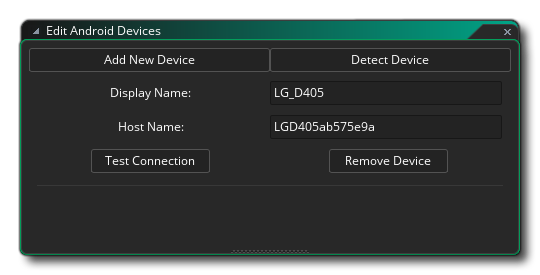 Edit Android Devices
Add New Device Detect Device
Display Name: LG_D405
Host Name: LGD405ab575e9a
Test Connection Remove Device